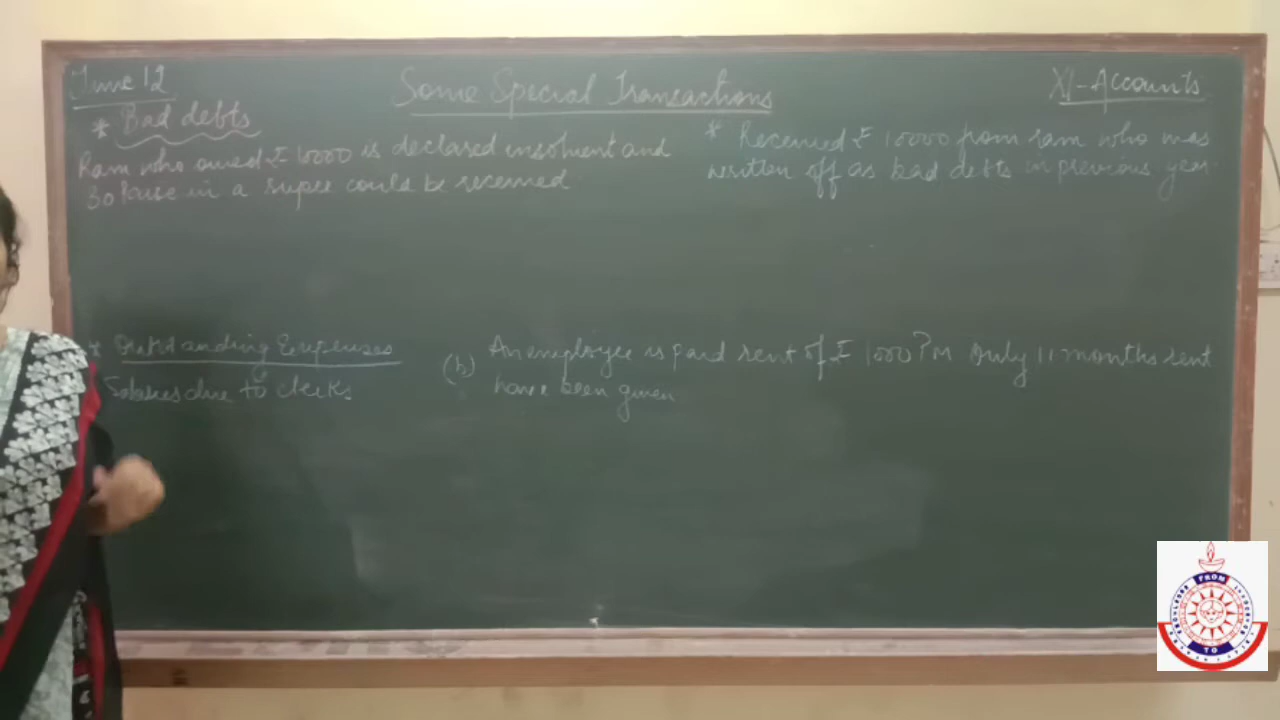 June 12
Some Special Transactions
XI-Accounts
* Bad debts
Ram who owed ₹ 10000 is declared insolvent and
30 Paise in a rupee could be received
* Received ₹ 10000 from ram who was
written off as bad debts in previous year
* Outstanding Expenses
Salaries due to clerks
(b) An employee is paid rent of ₹ 1000 PM only 11 months rent
have been given
FROM
TO